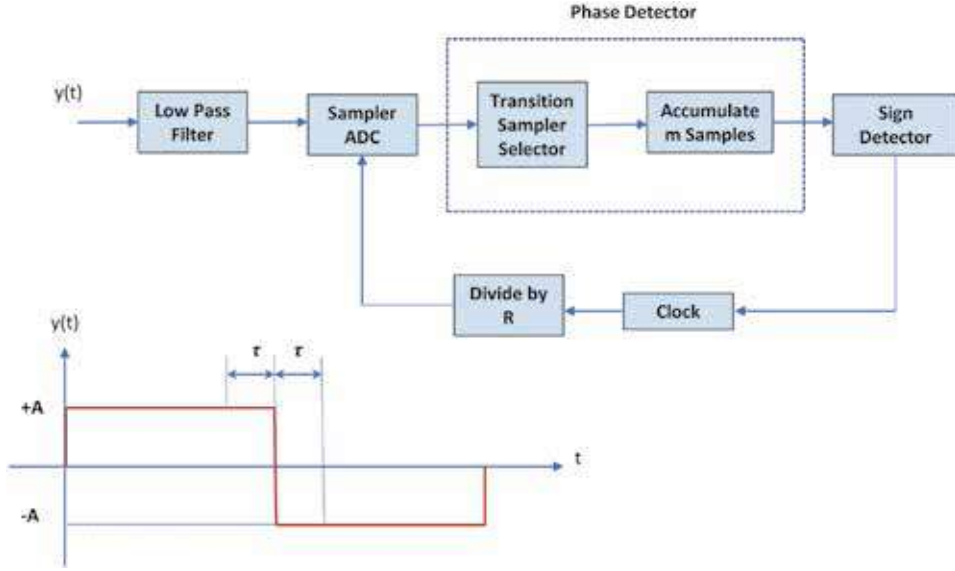 Phase Detector
y(t)
Low Pass
Filter
Sampler
ADC
Transition
Sampler
Selector
Accumulate
m Samples
Sign
Detector
Divide by
R
Clock
y(t)
τ τ
+A
t
-A